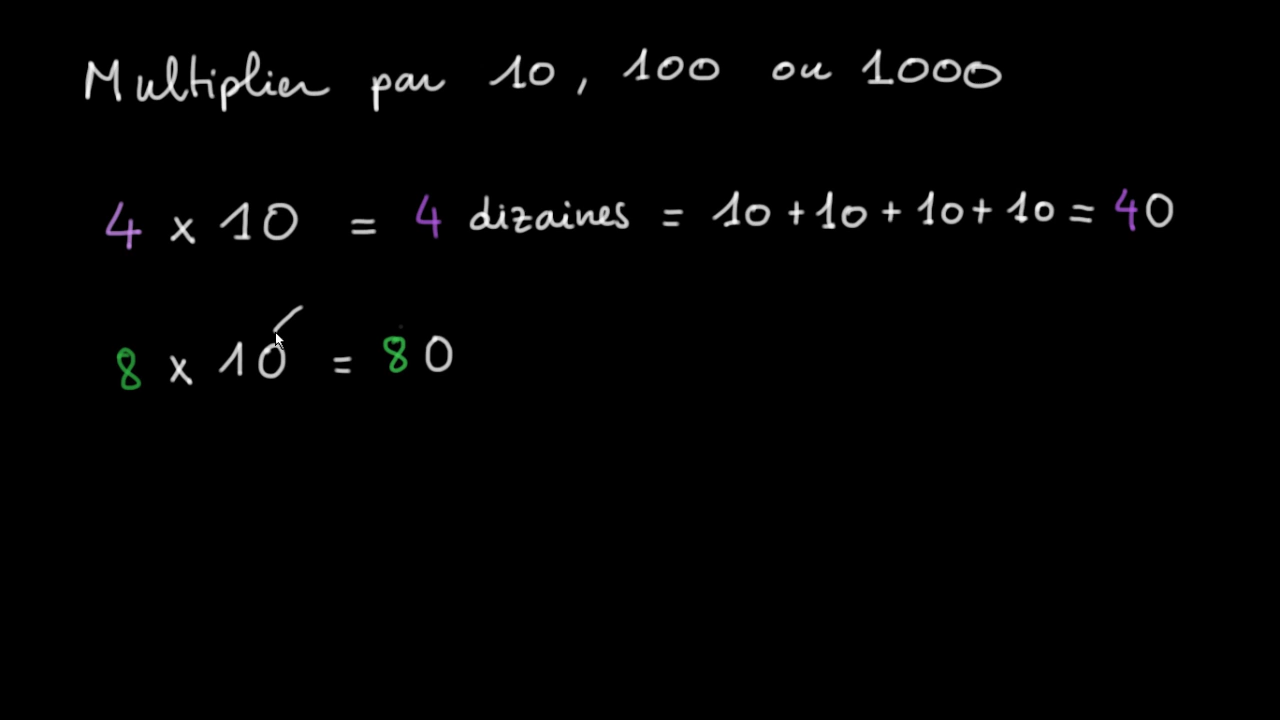 Multiplier par 10, 100 ou 1000
4 x 10 = 4 dizaines = 10 + 10 + 10 + 10 = 40
8 x 10 = 80